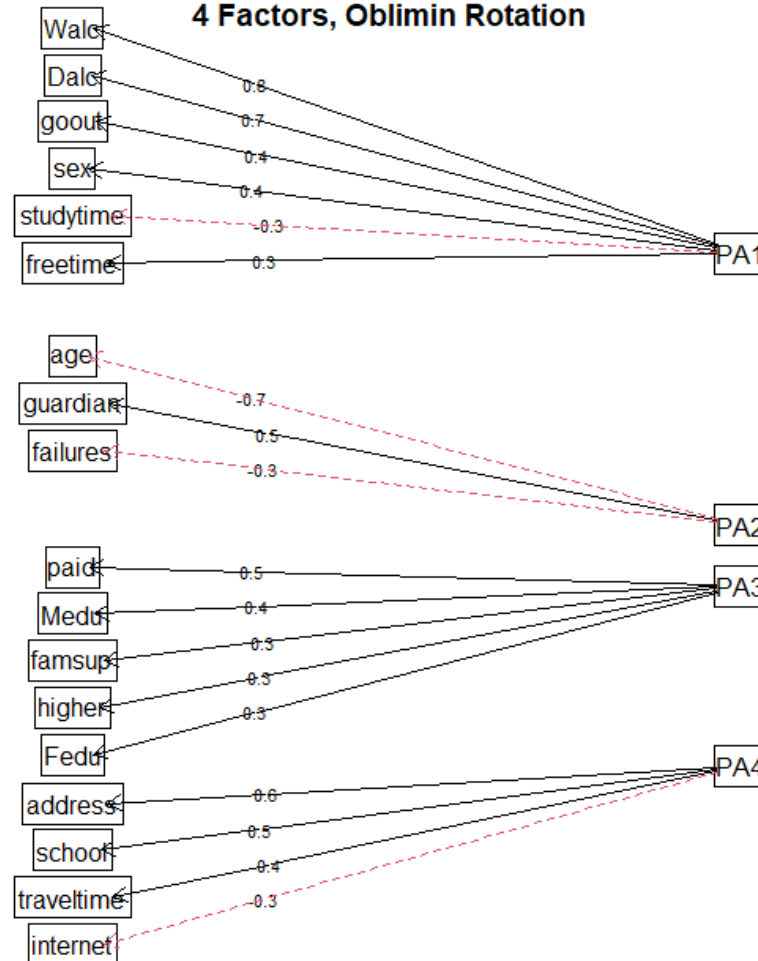 4 Factors, Oblimin Rotation
Walc
Dalc
goout
sex
studytime
freetime
0.8
0.7
0.4
0.4
-0.3
0.3
PA1
age
guardian
failures
-0.7
0.5
-0.3
PA2
paid
Medu
famsup
higher
Fedu
0.5
0.4
0.3
0.3
0.3
PA3
address
school
traveltime
internet
0.6
0.5
0.4
-0.3
PA4